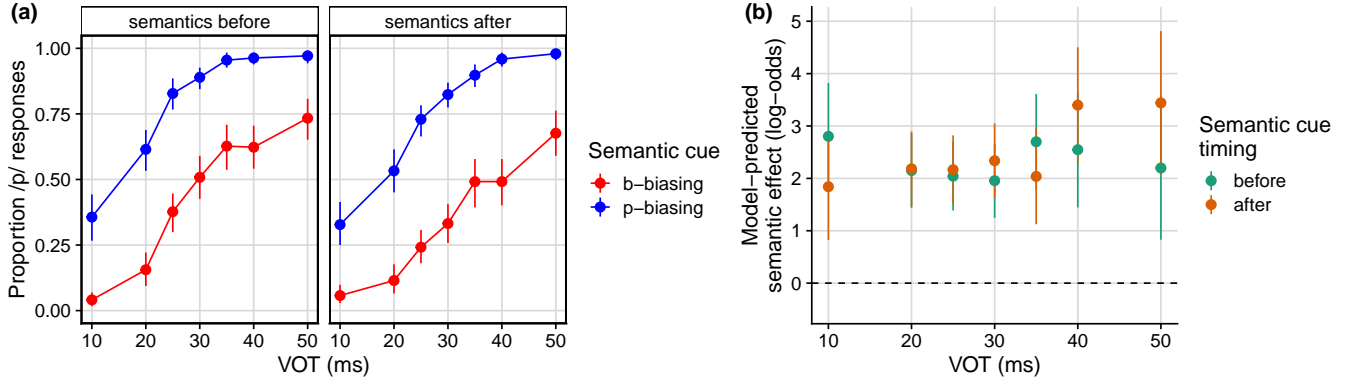 (a)
semantics before
semantics after
Proportion /p/ responses
1.00
0.75
0.50
0.25
0.00
10 20 30 40 50
10 20 30 40 50
VOT (ms)
Semantic cue
b−biasing
p−biasing
(b)
Model−predicted
semantic effect (log−odds)
5
4
3
2
1
0
10 20 30 40 50
VOT (ms)
Semantic cue
timing
before
after